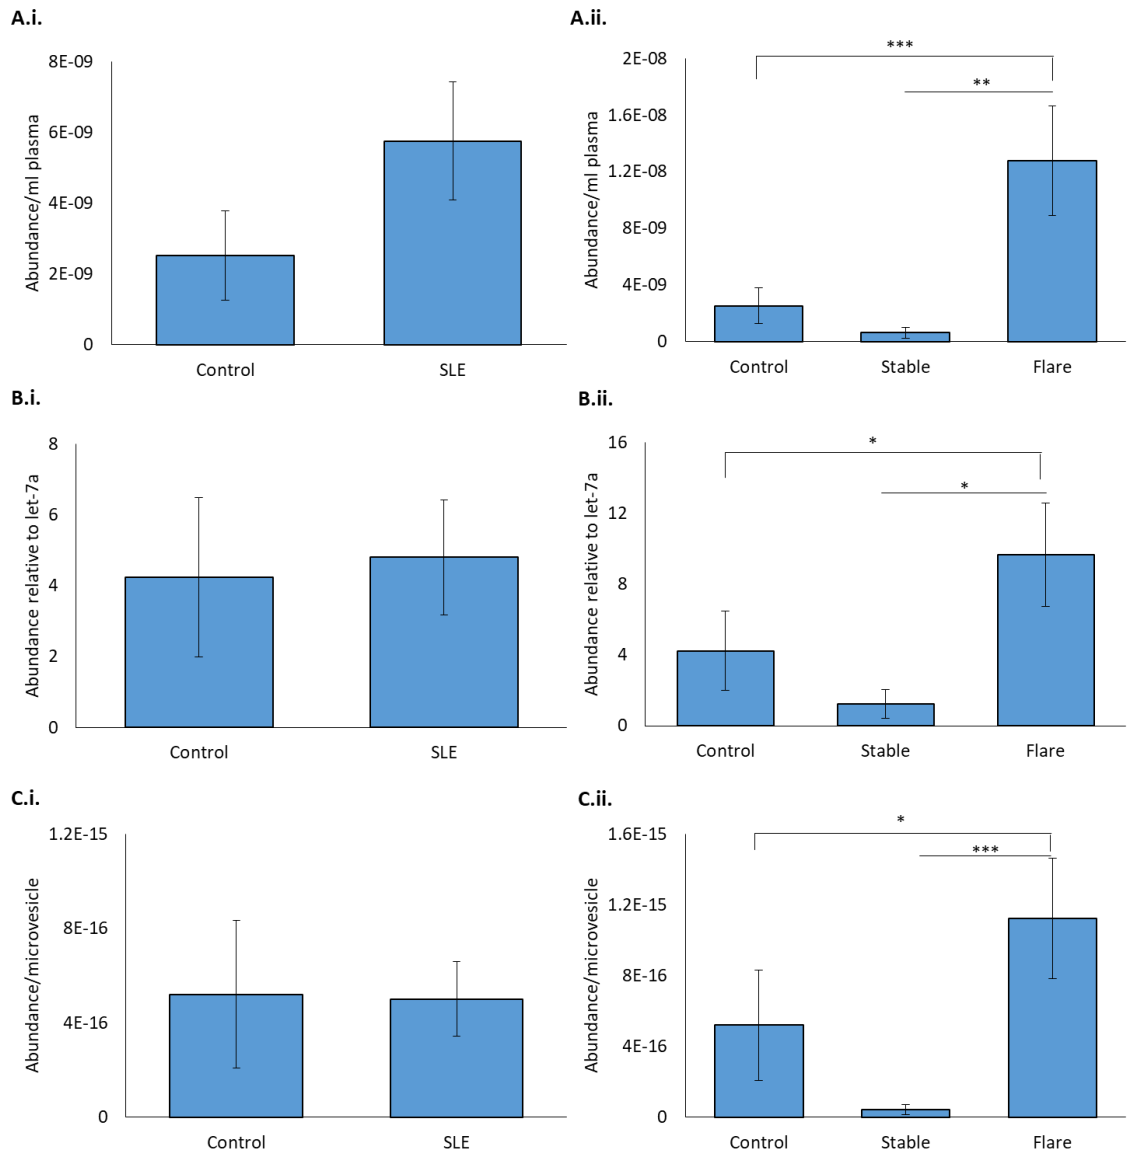 A.i.
Abundance/ml plasma
8E-09
6E-09
4E-09
2E-09
0
Control SLE
A.ii.
Abundance/ml plasma
2E-08
1.6E-08
1.2E-08
8E-09
4E-09
0
***
**
Control Stable Flare
B.i.
Abundance relative to let-7a
8
6
4
2
0
Control SLE
B.ii.
Abundance relative to let-7a
16
12
8
4
0
*
*
Control Stable Flare
C.i.
Abundance/microvesicle
1.2E-15
8E-16
4E-16
0
Control SLE
C.ii.
Abundance/microvesicle
1.6E-15
1.2E-15
8E-16
4E-16
0
*
***
Control Stable Flare